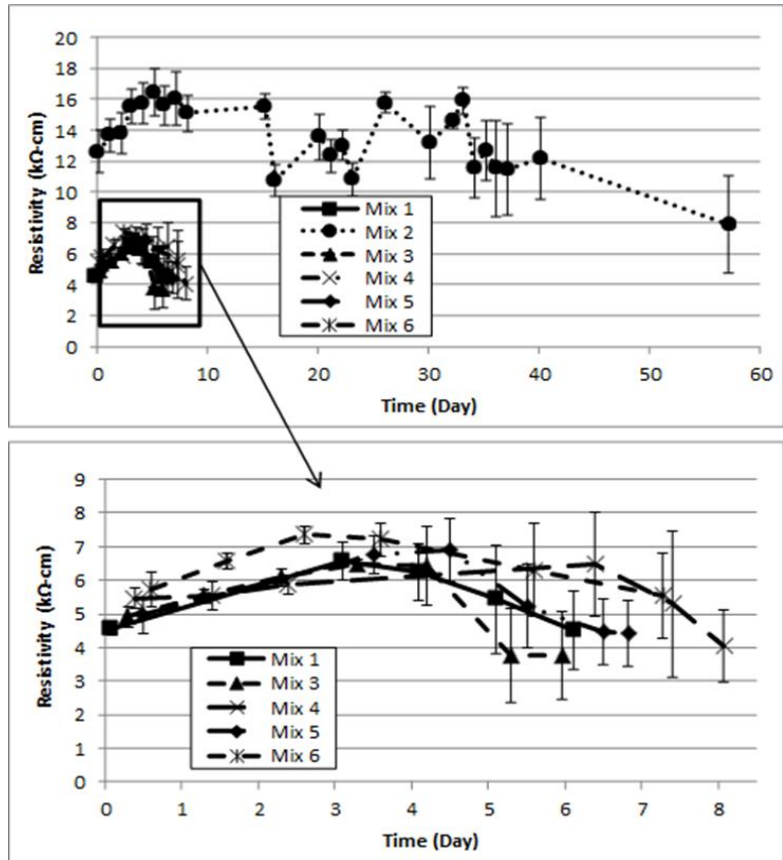 Resistivity (kΩ-cm)
20
18
16
14
12
10
8
6
4
2
0
Mix 1
Mix 2
Mix 3
Mix 4
Mix 5
Mix 6
0 10 20 30 40 50 60
Time (Day)
Resistivity (kΩ-cm)
9
8
7
6
5
4
3
2
1
0
Mix 1
Mix 3
Mix 4
Mix 5
Mix 6
0 1 2 3 4 5 6 7 8
Time (Day)